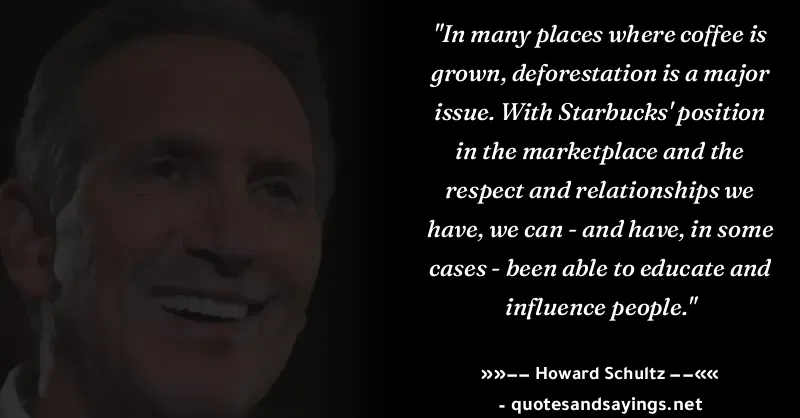 "In many places where coffee is
grown, deforestation is a major
issue. With Starbucks' position
in the marketplace and the
respect and relationships we
have, we can - and have, in some
cases - been able to educate and
influence people."
»»–– Howard Schultz ––««
- quotesandsayings.net